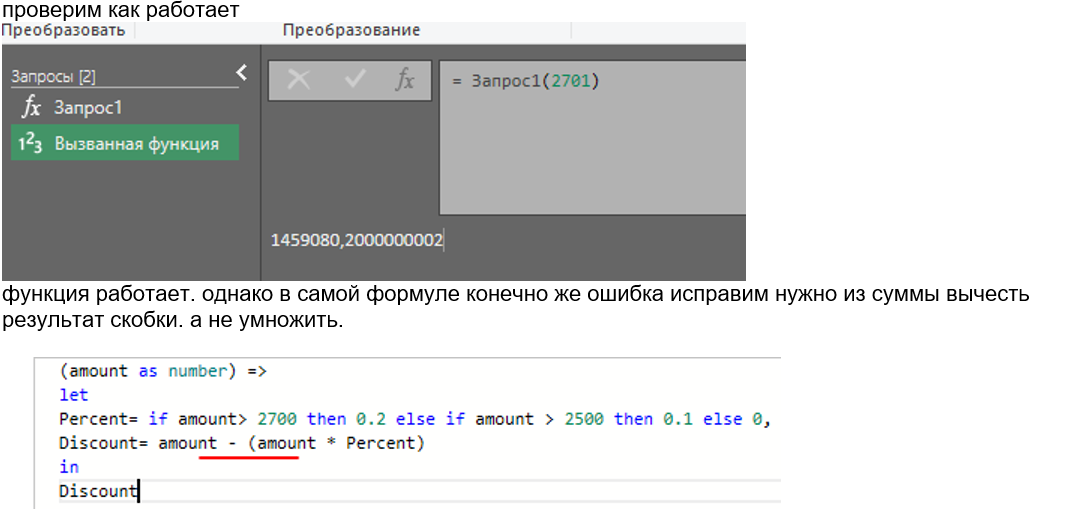 проверим как работает
Преобразовать Преобразование
Запросы [2]
fx = Запрос1(2701)
fx Запрос1
123 Вызванная функция
1459080,2000000002
функция работает. однако в самой формуле конечно же ошибка исправим нужно из суммы вычесть
результат скобки. а не умножить.
(amount as number) =>
let
Percent= if amount> 2700 then 0.2 else if amount > 2500 then 0.1 else 0,
Discount= amount - (amount * Percent)
in
Discount